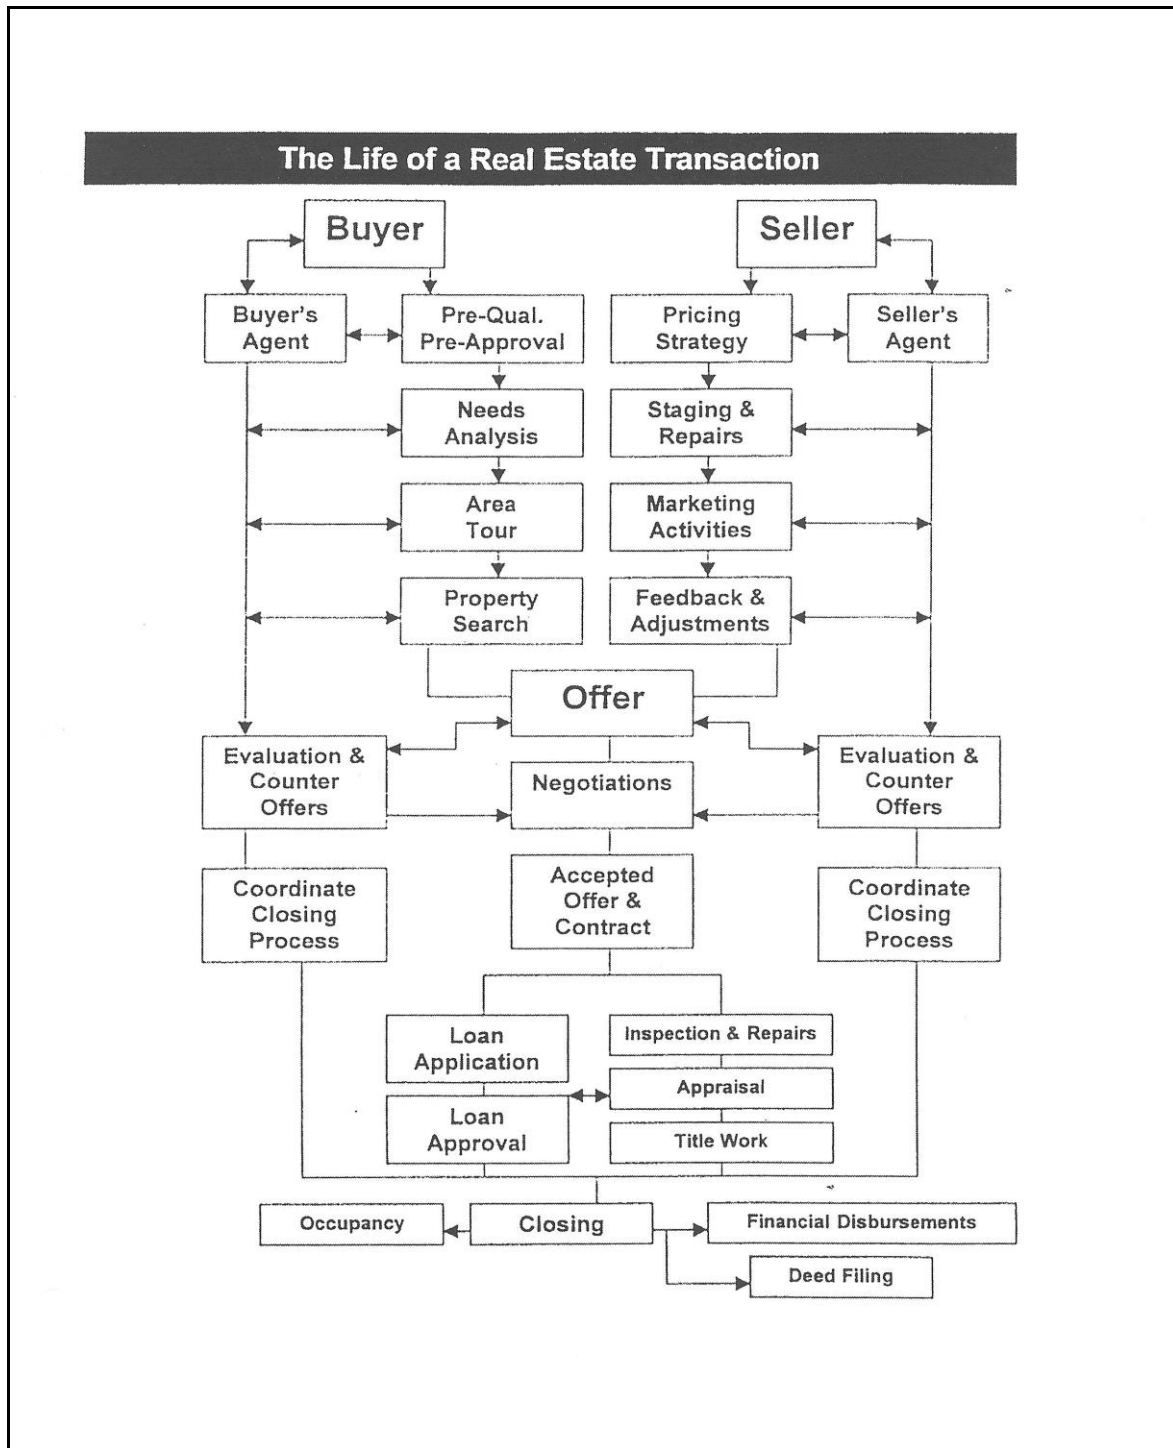 The Life of a Real Estate Transaction
Buyer
Seller
Buyer's
Agent
Pre-Qual.
Pre-Approval
Pricing
Strategy
Seller's
Agent
Needs
Analysis
Staging &
Repairs
Area
Tour
Marketing
Activities
Property
Search
Feedback &
Adjustments
Offer
Evaluation &
Counter
Offers
Negotiations
Evaluation &
Counter
Offers
Coordinate
Closing
Process
Accepted
Offer &
Contract
Coordinate
Closing
Process
Loan
Application
Inspection & Repairs
Appraisal
Loan
Approval
Title Work
Occupancy
Closing
Financial Disbursements
Deed Filing